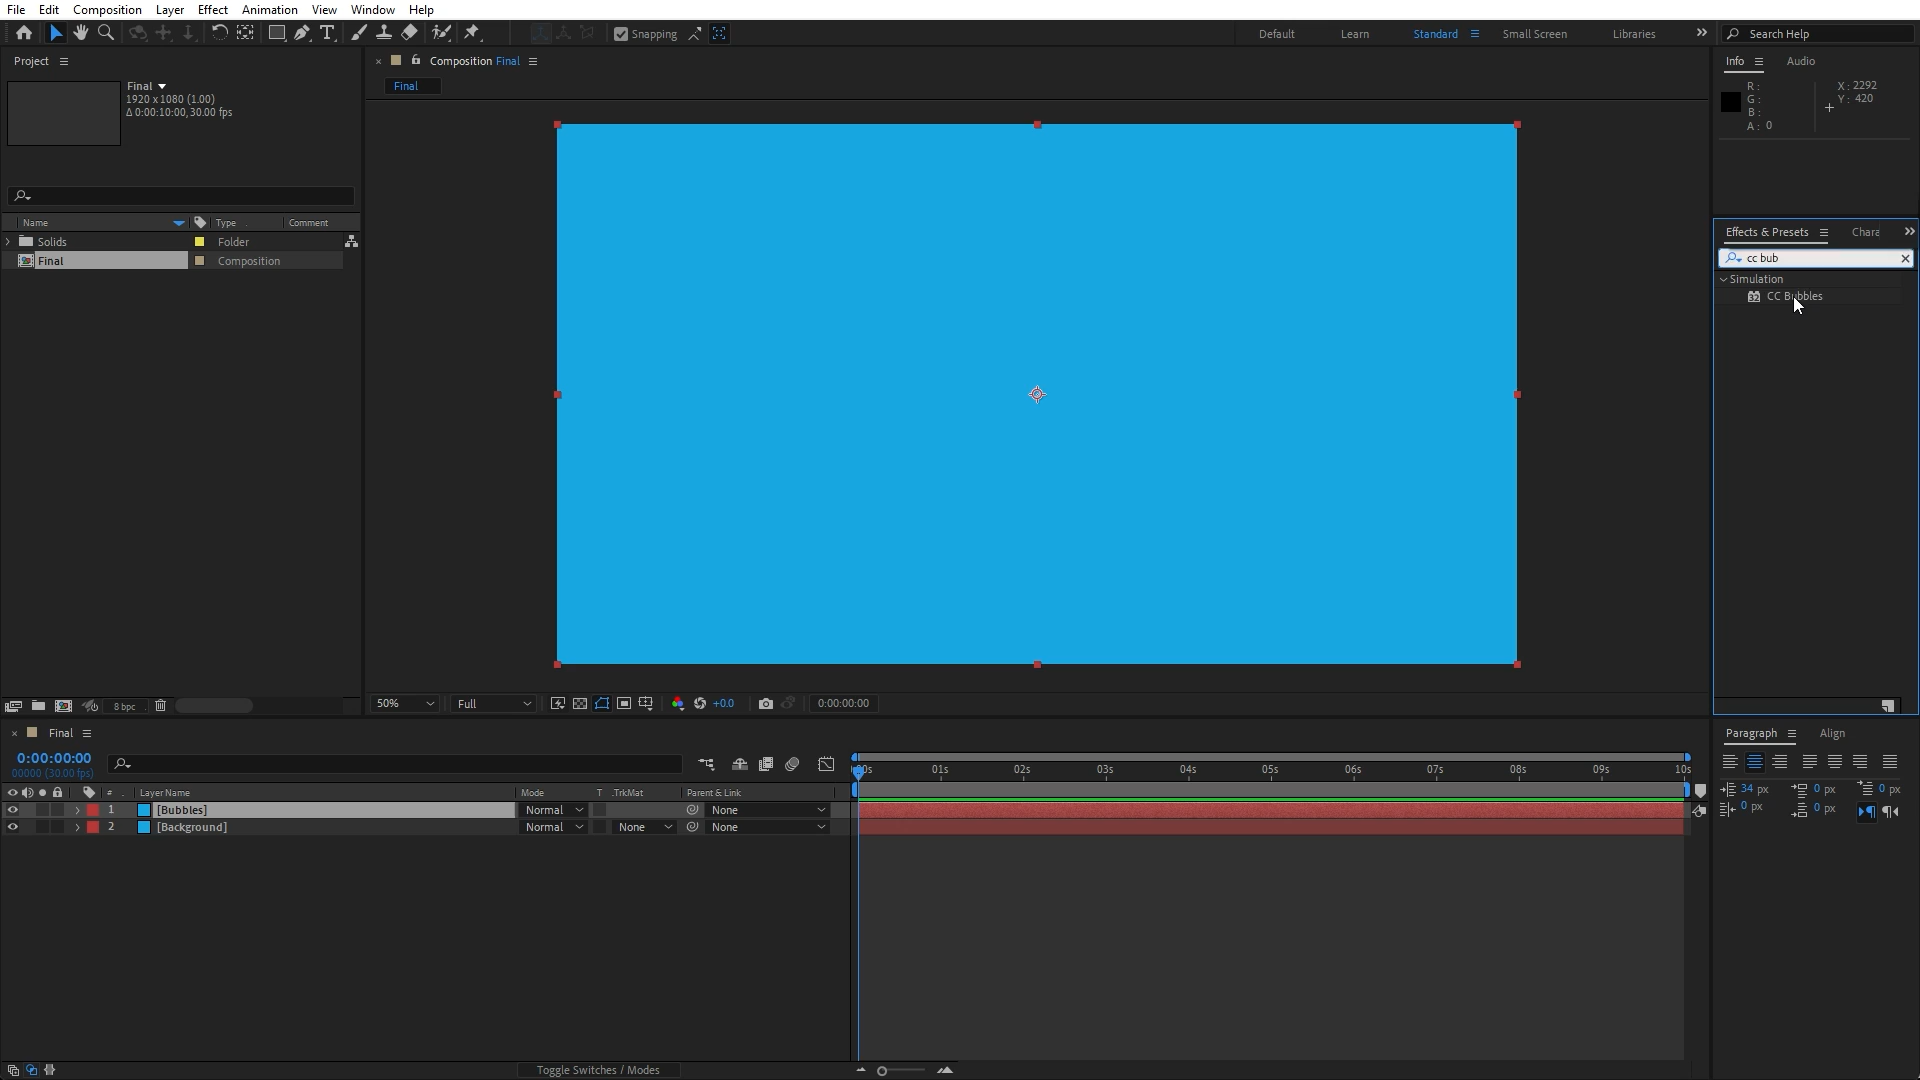 File Edit Composition Layer Effect Animation View Window Help
Snapping
Default Learn Standard Small Screen Libraries Search Help
Project
Final
1920 x 1080 (1.00)
Δ 0:00:10:00, 30.00 fps
Name Type Comment
Solids Folder
Final Composition
8 bpc
Composition Final
Final
50% Full +0.0 0:00:00:00
Info Audio
R :
G :
B :
A : 0
X : 2292
Y : 420
Effects & Presets Chara
cc bub
Simulation
32 CC Bubbles
Final
0:00:00:00
00000 (30.00 fps)
# Layer Name Mode T .TrkMat Parent & Link
1 [Bubbles] Normal None
2 [Background] Normal None None
00s 01s 02s 03s 04s 05s 06s 07s 08s 09s 10s
Toggle Switches / Modes
Paragraph Align
34 px 0 px 0 px
0 px 0 px